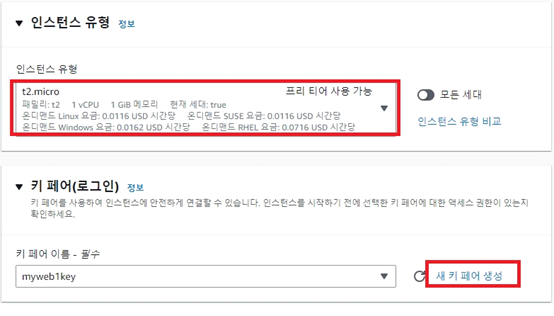 인스턴스 유형 정보
인스턴스 유형
t2.micro 프리 티어 사용 가능
패밀리: t2 1 vCPU 1 GiB 메모리 현재 세대: true
온디맨드 Linux 요금: 0.0116 USD 시간당 온디맨드 SUSE 요금: 0.0116 USD 시간당
온디맨드 Windows 요금: 0.0162 USD 시간당 온디맨드 RHEL 요금: 0.0716 USD 시간당
모든 세대
인스턴스 유형 비교
키 페어(로그인) 정보
키 페어를 사용하여 인스턴스에 안전하게 연결할 수 있습니다. 인스턴스를 시작하기 전에 선택한 키 페어에 대한 액세스 권한이 있는지
확인하세요.
키 페어 이름 - 필수
myweb1key
새 키 페어 생성